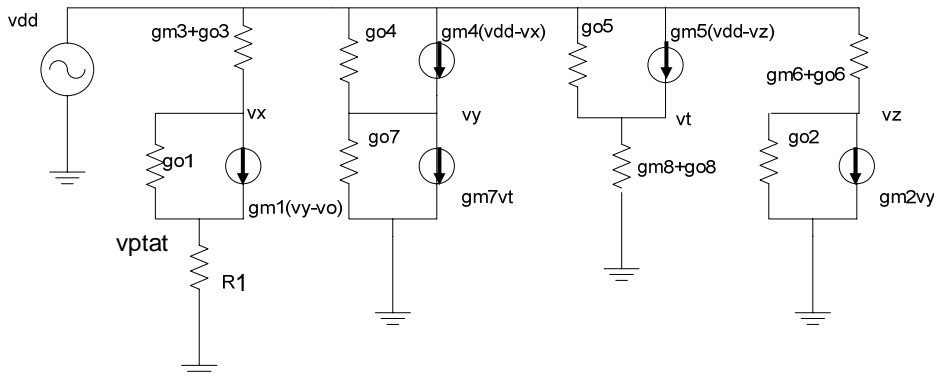 vdd
gm3+go3
go4
gm4(vdd-vx)
go5
gm5(vdd-vz)
gm6+go6
vx
go1
gm1(vy-vo)
vy
go7
gm7vt
vt
gm8+go8
vz
go2
gm2vy
vptat
R1